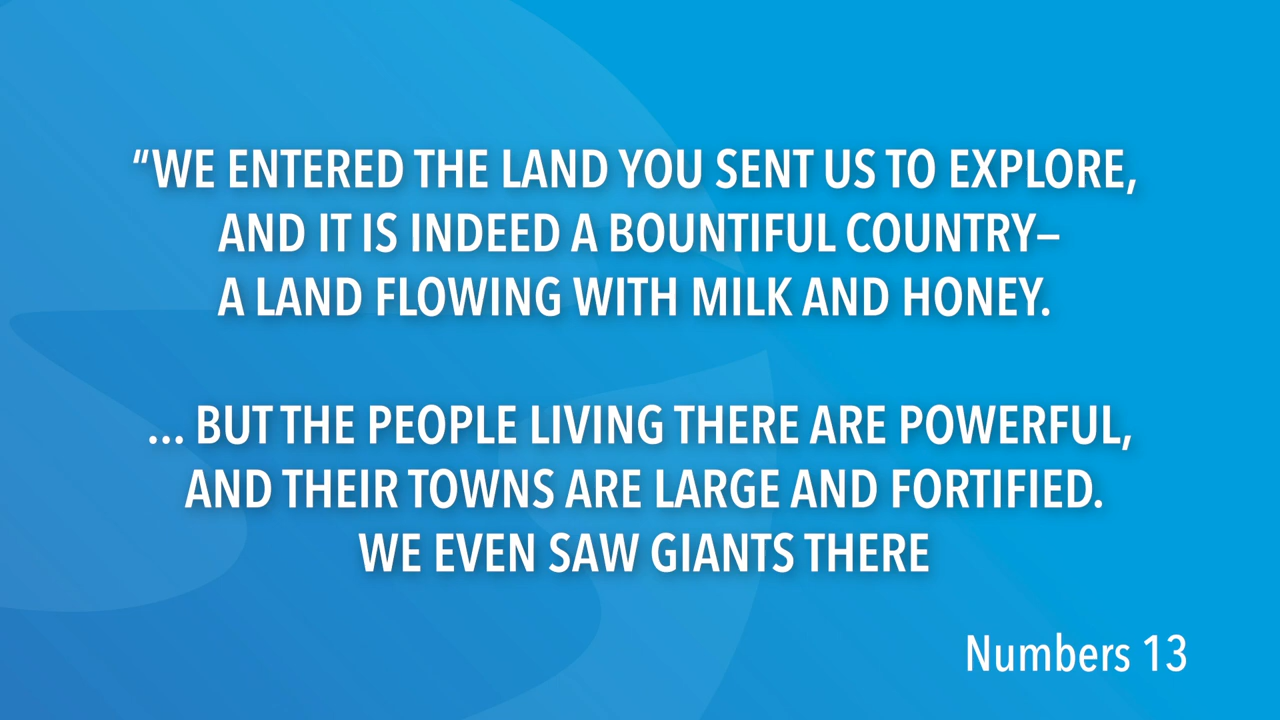 “WE ENTERED THE LAND YOU SENT US TO EXPLORE,
AND IT IS INDEED A BOUNTIFUL COUNTRY–
A LAND FLOWING WITH MILK AND HONEY.
... BUT THE PEOPLE LIVING THERE ARE POWERFUL,
AND THEIR TOWNS ARE LARGE AND FORTIFIED.
WE EVEN SAW GIANTS THERE
Numbers 13